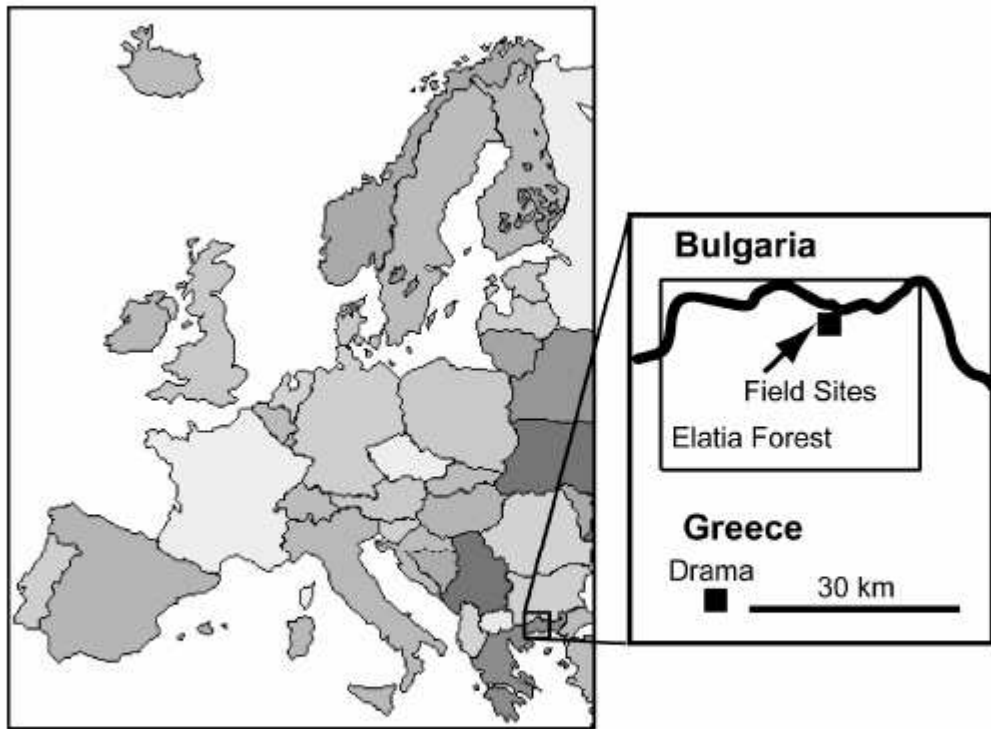 Bulgaria
Field Sites
Elatia Forest
Greece
Drama
30 km